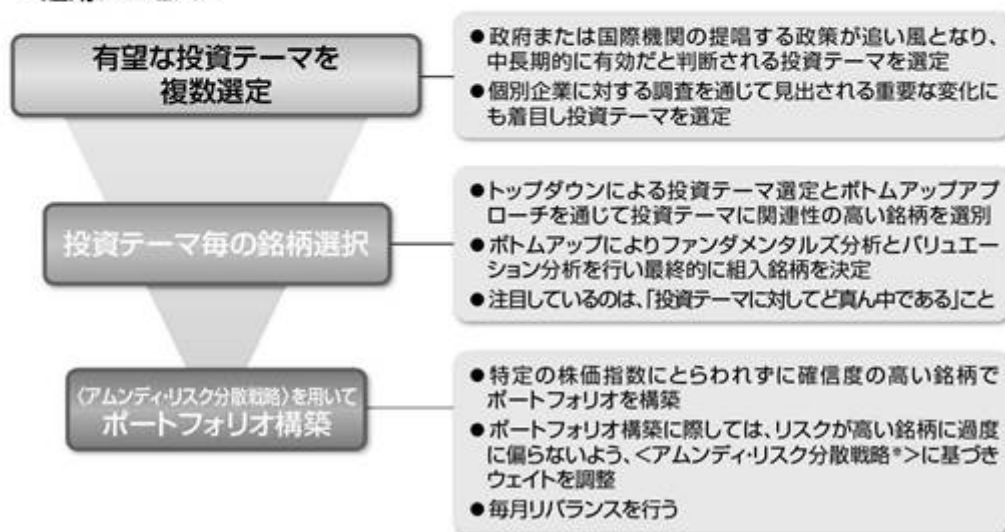 有望な投資テーマを
複数選定
●政府または国際機関の提唱する政策が追い風となり、
中長期的に有効だと判断される投資テーマを選定
●個別企業に対する調査を通じて見出される重要な変化に
も着目し投資テーマを選定
投資テーマ毎の銘柄選択
●トップダウンによる投資テーマ選定とボトムアップアプ
ローチを通じて投資テーマに関連性の高い銘柄を選別
●ボトムアップによりファンダメンタルズ分析とバリュエー
ション分析を行い最終的に組入銘柄を決定
●注目しているのは、「投資テーマに対してど真ん中である」こと
〈アムンディ・リスク分散戦略〉を用いて
ポートフォリオ構築
●特定の株価指数にとらわれずに確信度の高い銘柄で
ポートフォリオを構築
●ポートフォリオ構築に際しては、リスクが高い銘柄に過度
に偏らないよう、<アムンディ・リスク分散戦略*>に基づき
ウェイトを調整
●毎月リバランスを行う